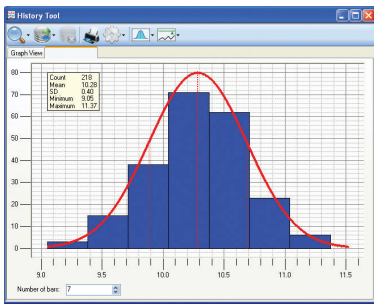 History Tool
Graph View
80
Count 218
Mean 10.28
SD 0.40
Minimum 9.05
Maximum 11.37
70
60
50
40
30
20
10
0
9.0 9.5 10.0 10.5 11.0 11.5
Number of bars: 7